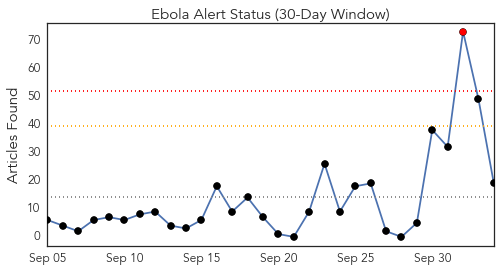 Ebola Alert Status (30-Day Window)
Articles Found
70
60
50
40
30
20
10
0
Sep 05 Sep 10 Sep 15 Sep 20 Sep 25 Sep 30